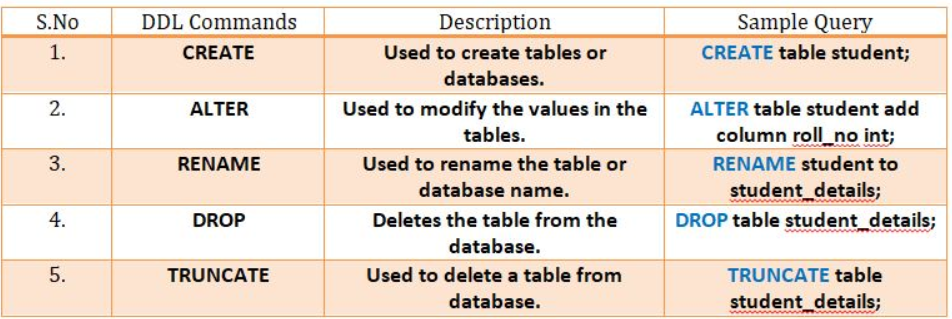 S.No DDL Commands Description Sample Query
1. CREATE Used to create tables or CREATE table student;
databases.
2. ALTER Used to modify the values in the ALTER table student add
tables. column roll_no int;
3. RENAME Used to rename the table or RENAME student to
database name. student_details;
4. DROP Deletes the table from the DROP table student_details;
database.
5. TRUNCATE Used to delete a table from TRUNCATE table
database. student_details;